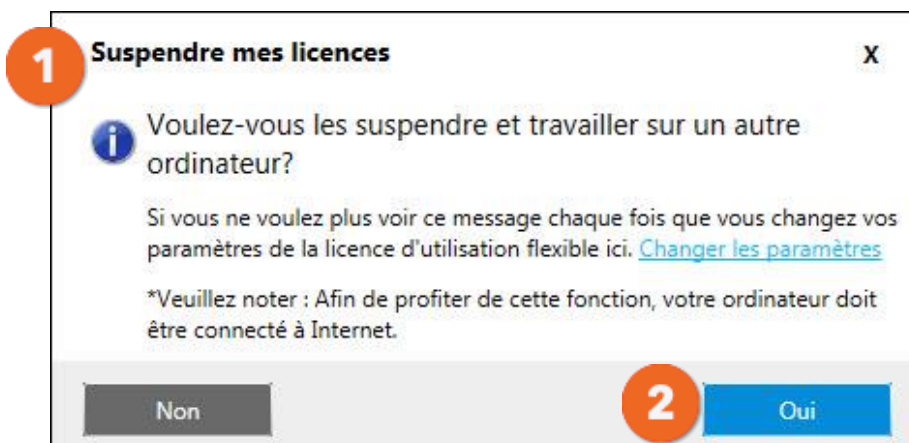 1
Suspendre mes licences
X
i
Voulez-vous les suspendre et travailler sur un autre
ordinateur?
Si vous ne voulez plus voir ce message chaque fois que vous changez vos
paramètres de la licence d'utilisation flexible ici. Changer les paramètres
*Veuillez noter : Afin de profiter de cette fonction, votre ordinateur doit
être connecté à Internet.
Non
2
Oui